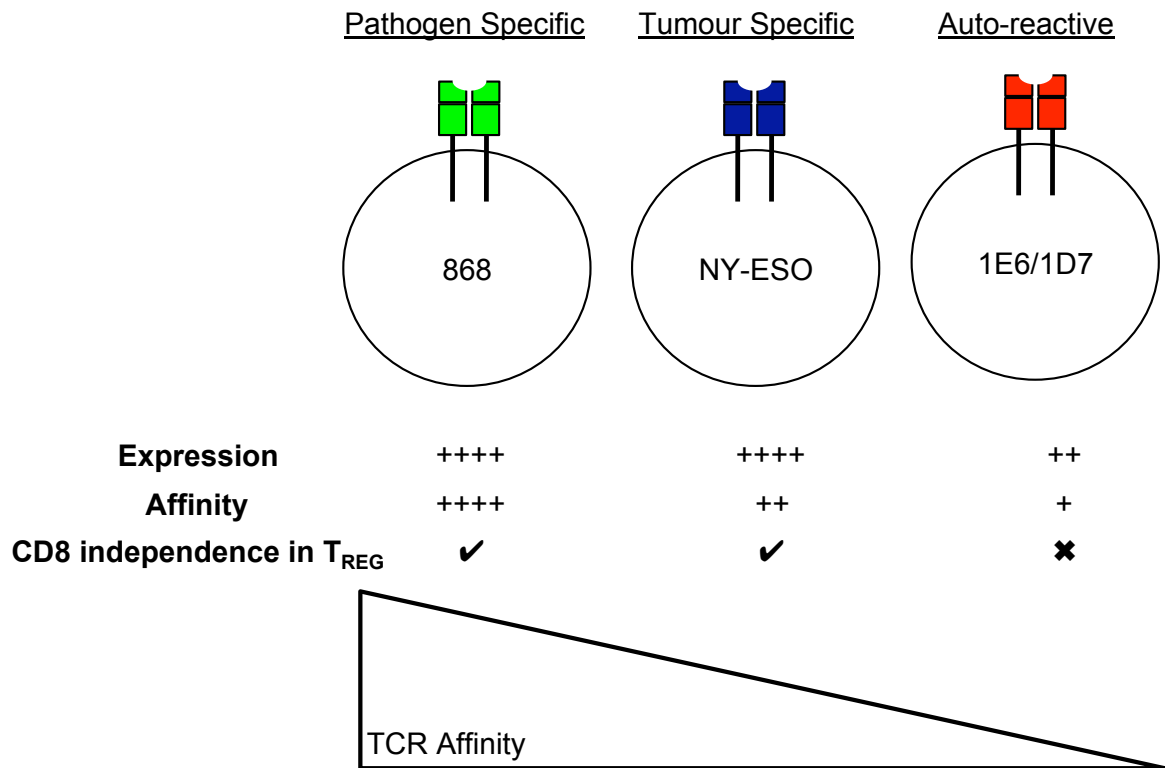 Pathogen Specific Tumour Specific Auto-reactive
868 NY-ESO 1E6/1D7
Expression ++++ ++++ ++
Affinity ++++ ++ +
CD8 independence in TREG ✔ ✔ ✖
TCR Affinity